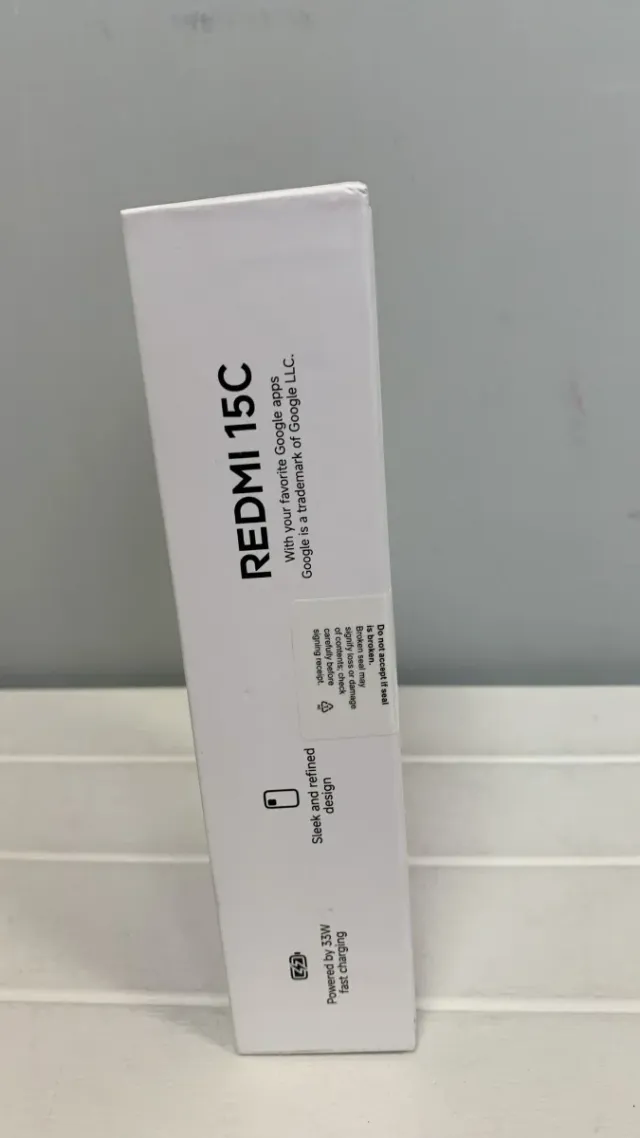 REDMI 15C
With your favorite Google apps
Google is a trademark of Google LLC.
Do not accept if seal
is broken.
Broken seal may
signify loss or damage
of contents; check
carefully before
signing receipt.
Sleek and refined
design
Powered by 33W
fast charging